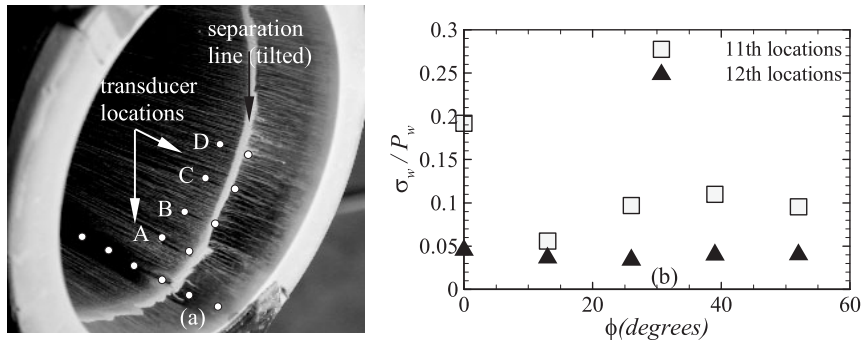 separation
line (tilted)
transducer
locations
D
C
B
A
(a)
0.3
0.25
0.2
0.15
0.1
0.05
0
σw/Pw
11th locations
12th locations
(b)
0 20 40 60
ϕ(degrees)